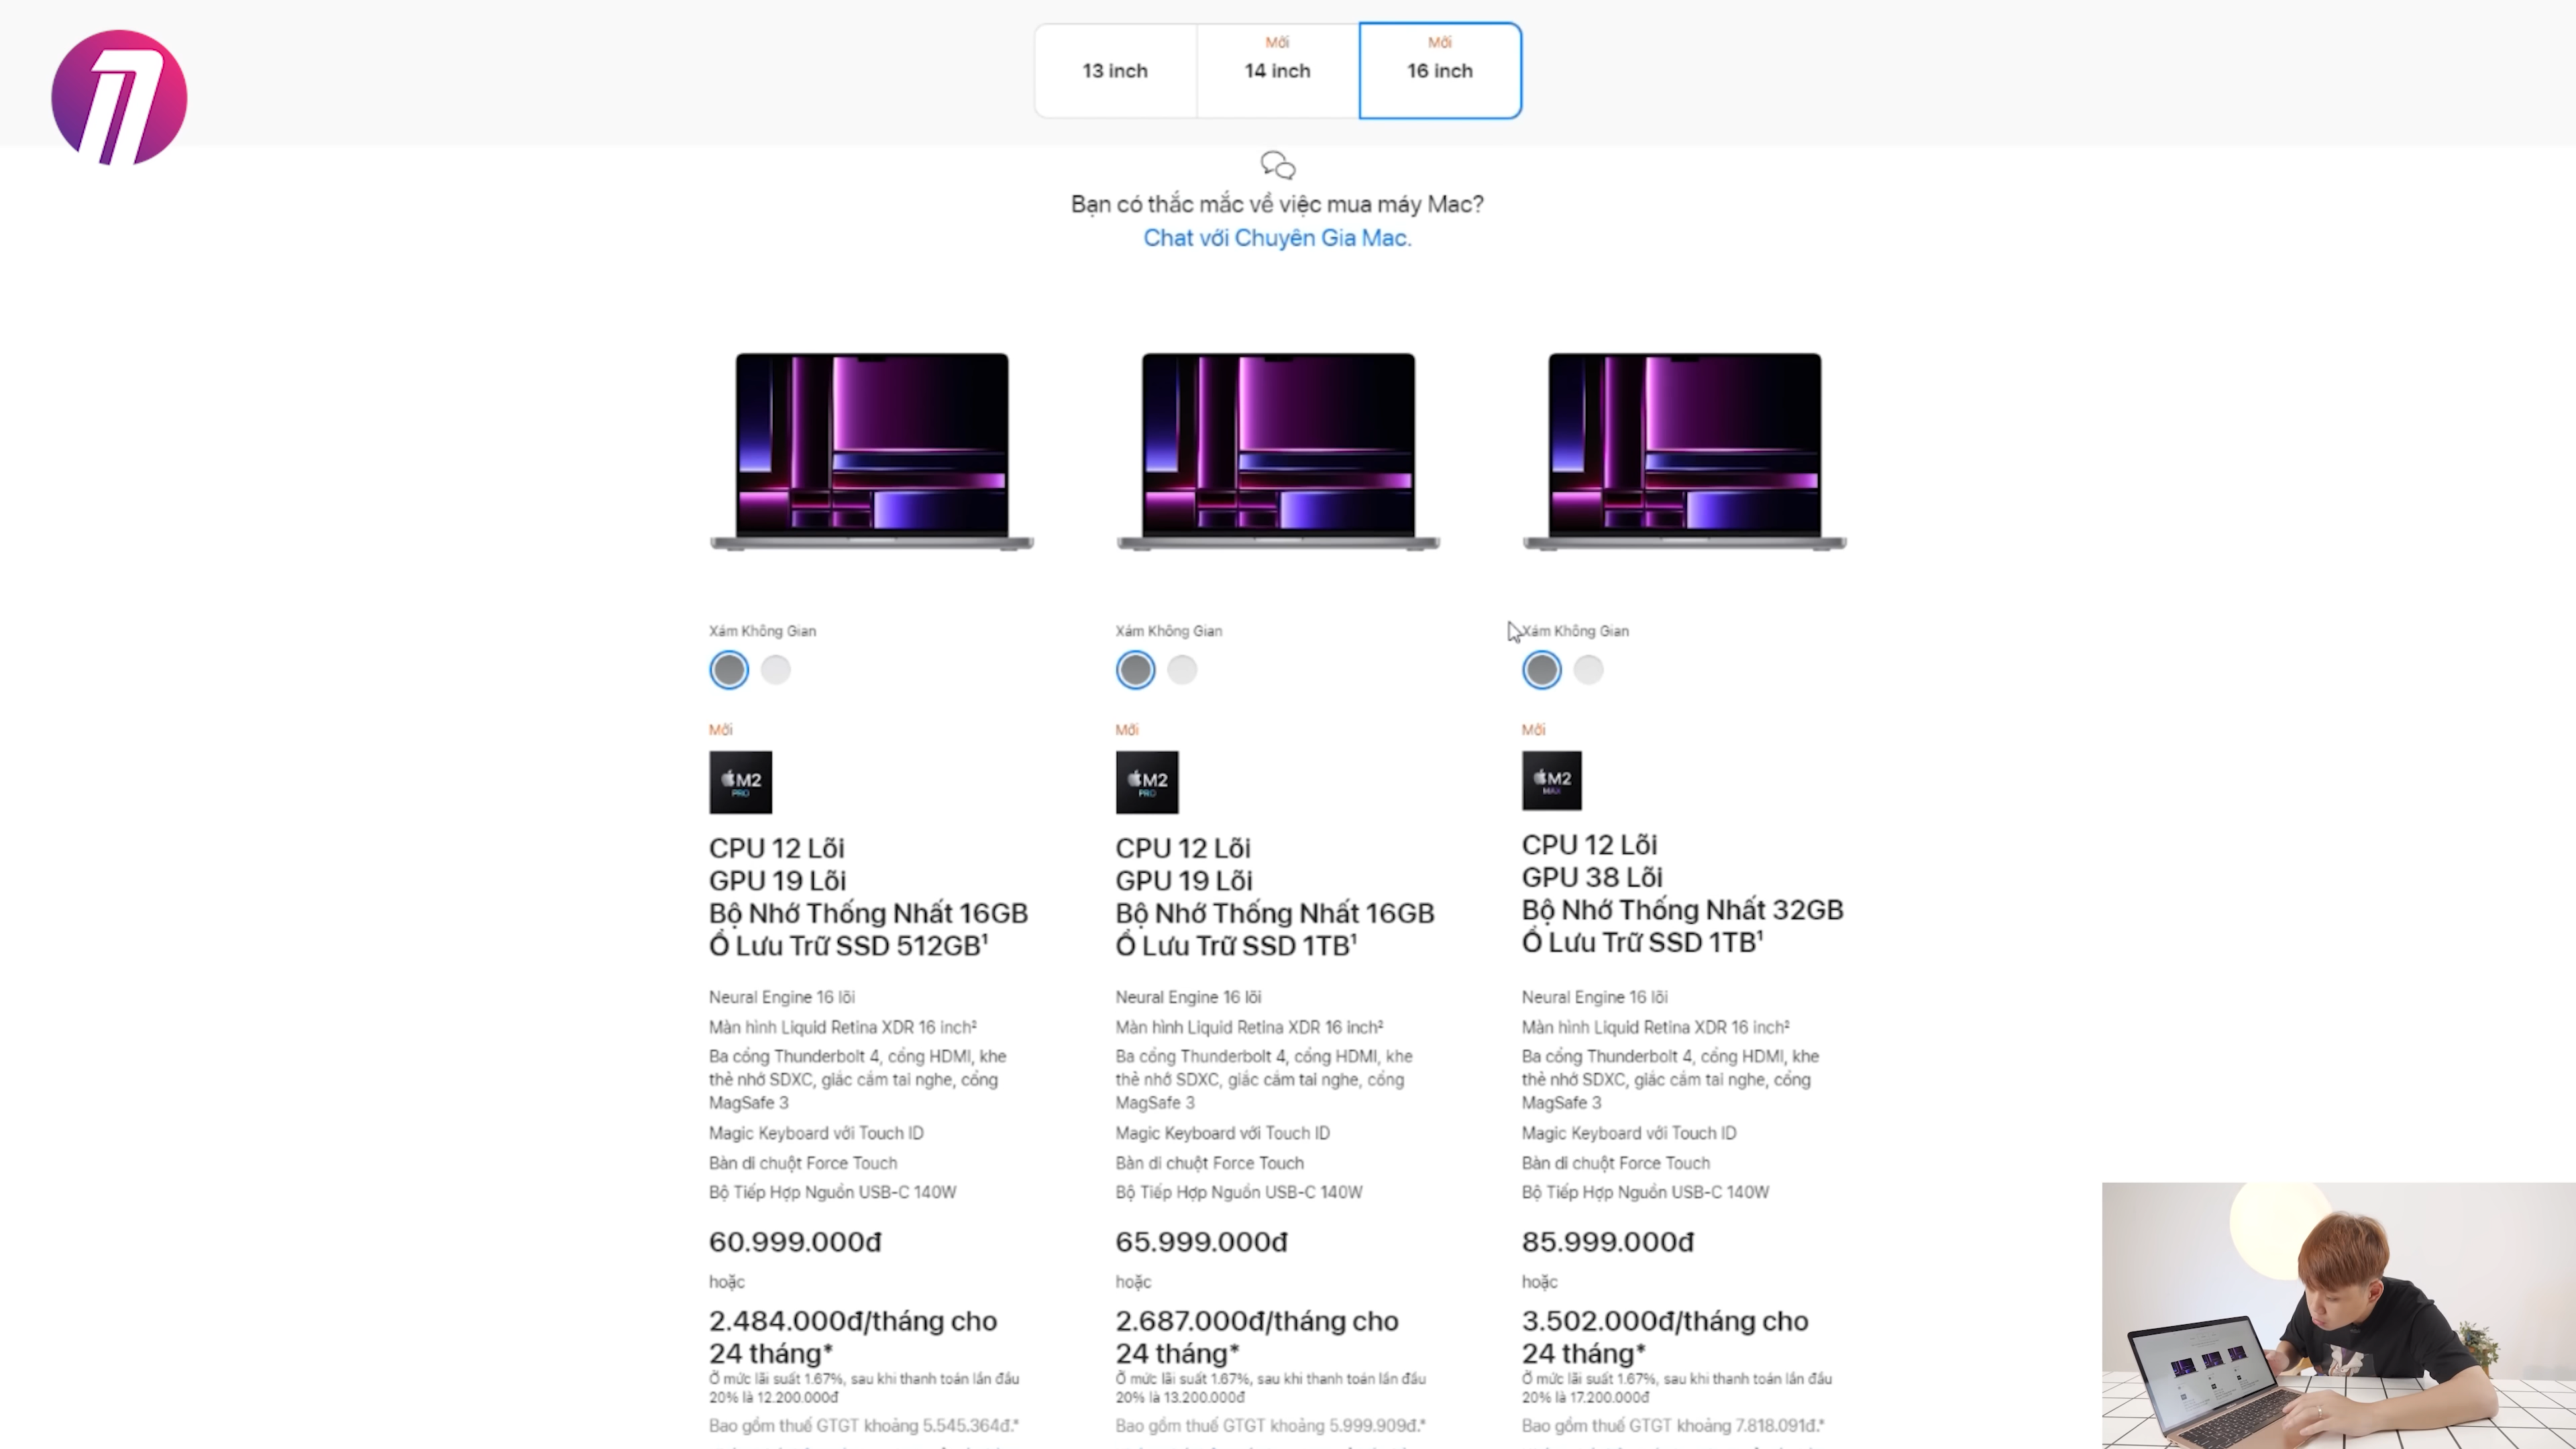 13 inch
Mới
14 inch
Mới
16 inch
Bạn có thắc mắc về việc mua máy Mac?
Chat với Chuyên Gia Mac.
Xám Không Gian
Mới
M2
PRO
CPU 12 Lõi
GPU 19 Lõi
Bộ Nhớ Thống Nhất 16GB
Ổ Lưu Trữ SSD 512GB¹
Neural Engine 16 lõi
Màn hình Liquid Retina XDR 16 inch²
Ba cổng Thunderbolt 4, cổng HDMI, khe
thẻ nhớ SDXC, giắc cắm tai nghe, cổng
MagSafe 3
Magic Keyboard với Touch ID
Bàn di chuột Force Touch
Bộ Tiếp Hợp Nguồn USB-C 140W
60.999.000đ
hoặc
2.484.000đ/tháng cho
24 tháng*
Ở mức lãi suất 1.67%, sau khi thanh toán lần đầu
20% là 12.200.000đ
Bao gồm thuế GTGT khoảng 5.545.364đ.*
Xám Không Gian
Mới
M2
PRO
CPU 12 Lõi
GPU 19 Lõi
Bộ Nhớ Thống Nhất 16GB
Ổ Lưu Trữ SSD 1TB¹
Neural Engine 16 lõi
Màn hình Liquid Retina XDR 16 inch²
Ba cổng Thunderbolt 4, cổng HDMI, khe
thẻ nhớ SDXC, giắc cắm tai nghe, cổng
MagSafe 3
Magic Keyboard với Touch ID
Bàn di chuột Force Touch
Bộ Tiếp Hợp Nguồn USB-C 140W
65.999.000đ
hoặc
2.687.000đ/tháng cho
24 tháng*
Ở mức lãi suất 1.67%, sau khi thanh toán lần đầu
20% là 13.200.000đ
Bao gồm thuế GTGT khoảng 5.999.909đ.*
Xám Không Gian
Mới
M2
MAX
CPU 12 Lõi
GPU 38 Lõi
Bộ Nhớ Thống Nhất 32GB
Ổ Lưu Trữ SSD 1TB¹
Neural Engine 16 lõi
Màn hình Liquid Retina XDR 16 inch²
Ba cổng Thunderbolt 4, cổng HDMI, khe
thẻ nhớ SDXC, giắc cắm tai nghe, cổng
MagSafe 3
Magic Keyboard với Touch ID
Bàn di chuột Force Touch
Bộ Tiếp Hợp Nguồn USB-C 140W
85.999.000đ
hoặc
3.502.000đ/tháng cho
24 tháng*
Ở mức lãi suất 1.67%, sau khi thanh toán lần đầu
20% là 17.200.000đ
Bao gồm thuế GTGT khoảng 7.818.091đ.*